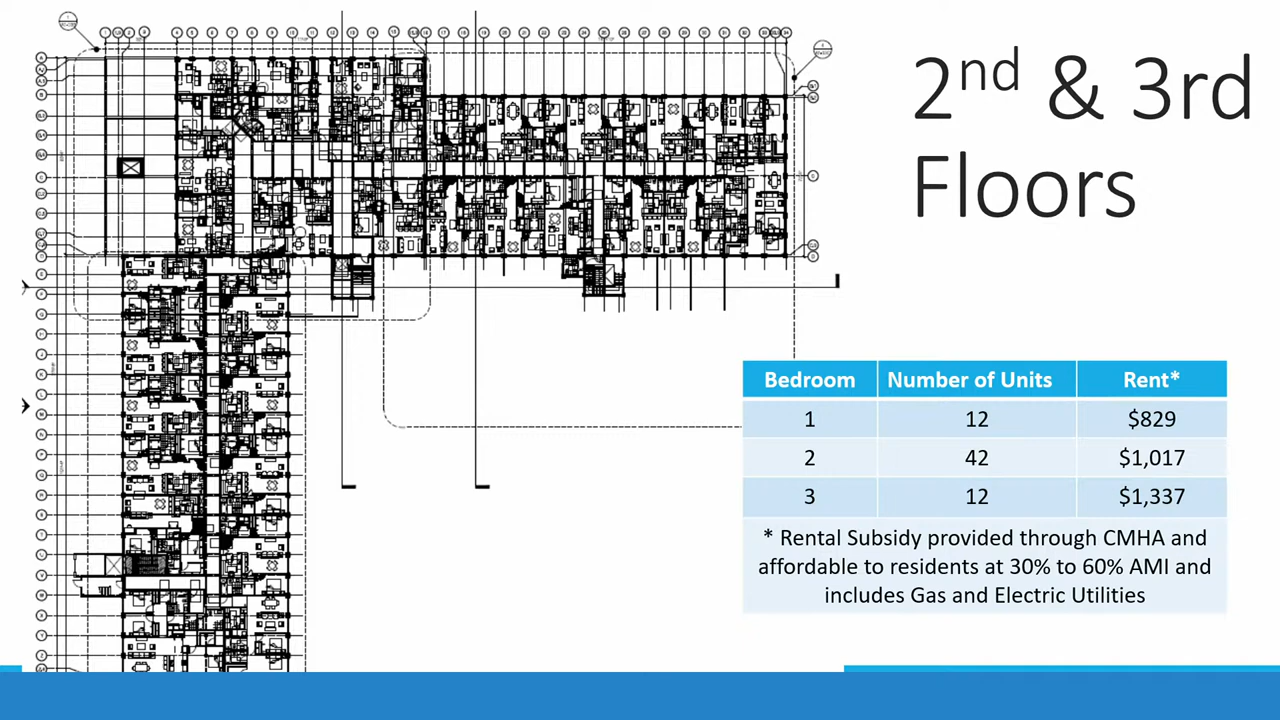 2nd & 3rd
Floors
Bedroom Number of Units Rent*
1 12 $829
2 42 $1,017
3 12 $1,337
* Rental Subsidy provided through CMHA and
affordable to residents at 30% to 60% AMI and
includes Gas and Electric Utilities